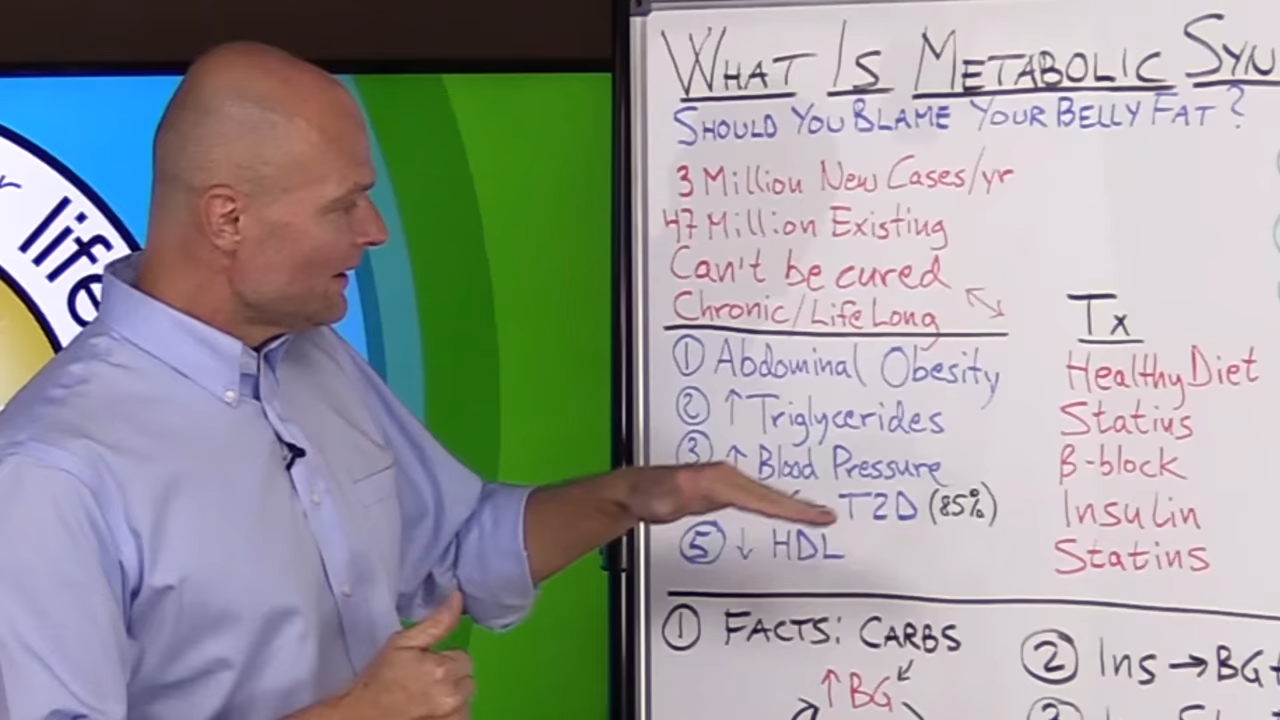 life
WHAT IS METABOLIC SYN
SHOULD YOU BLAME YOUR BELLY FAT?
3 Million New Cases/yr
47 Million Existing
Can't be cured
Chronic/Life Long
Tx
① Abdominal Obesity Healthy Diet
② ↑ Triglycerides Statins
③ ↑ Blood Pressure β-block
T2D (85%) Insulin
⑤ ↓ HDL Statins
① FACTS: CARBS
② Ins → BG
↑ BG